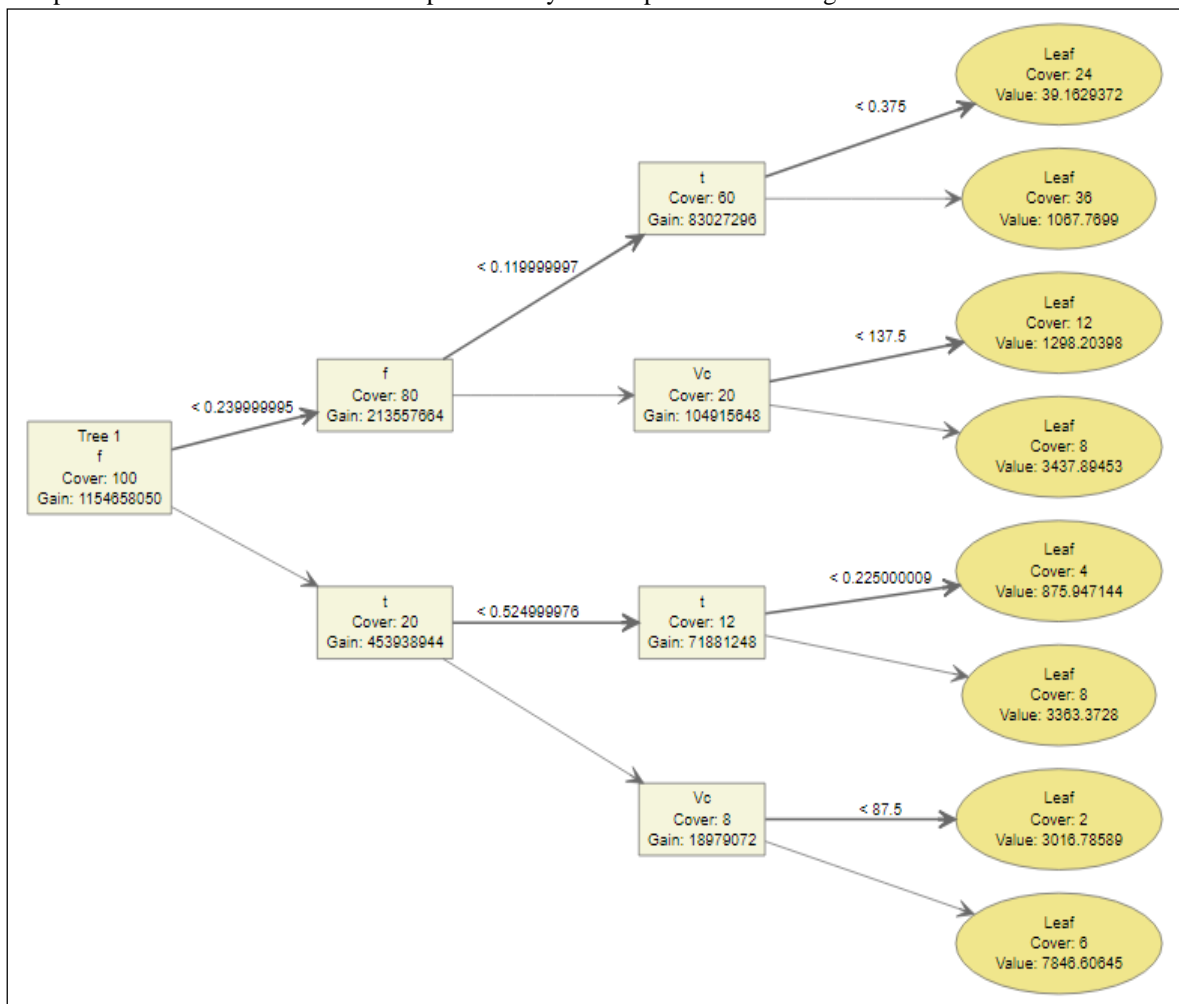 Leaf
Cover: 24
Value: 39.1629372
< 0.375
t
Cover: 60
Gain: 83027296
Leaf
Cover: 36
Value: 1067.7699
< 0.119999997
Leaf
Cover: 12
Value: 1298.20398
< 137.5
f
Cover: 80
Gain: 213557664
Vc
Cover: 20
Gain: 104915648
< 0.239999995
Leaf
Cover: 8
Value: 3437.89453
Tree 1
f
Cover: 100
Gain: 1154658050
Leaf
Cover: 4
Value: 875.947144
< 0.225000009
t
Cover: 20
Gain: 453938944
< 0.524999976
t
Cover: 12
Gain: 71881248
Leaf
Cover: 8
Value: 3363.3728
Vc
Cover: 8
Gain: 18979072
< 87.5
Leaf
Cover: 2
Value: 3016.78589
Leaf
Cover: 6
Value: 7846.60645